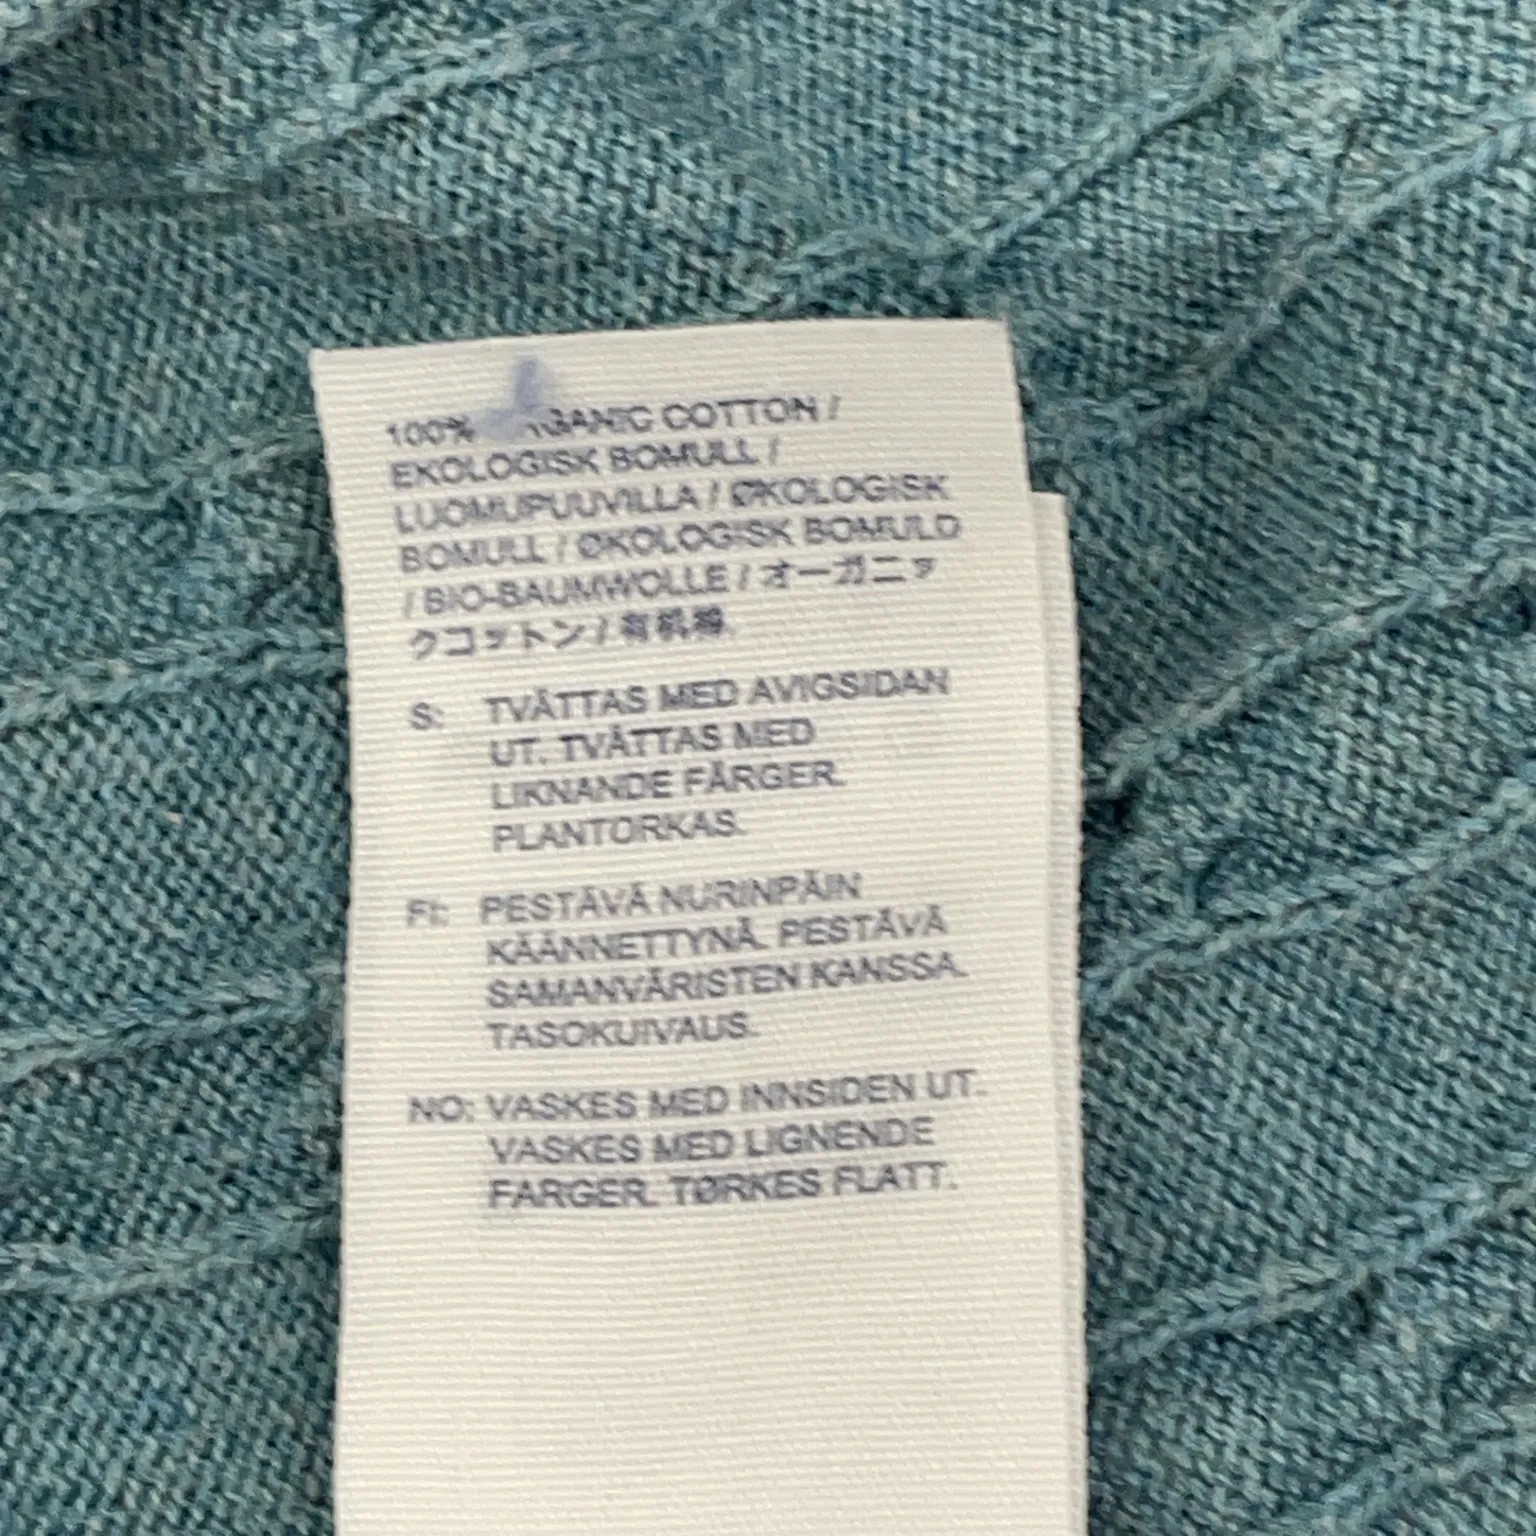 100% ORGANIC COTTON /
EKOLOGISK BOMULL /
LUOMUPUUVILLA / ØKOLOGISK
BOMULL / ØKOLOGISK BOMULD
/ BIO-BAUMWOLLE / オーガニッ
クコットン / 有机棉
S: TVÄTTAS MED AVIGSIDAN
UT. TVÄTTAS MED
LIKNANDE FÄRGER.
PLANTORKAS.
FI: PESTÄVÄ NURINPÄIN
KÄÄNNETTYNÄ. PESTÄVÄ
SAMANVÄRISTEN KANSSA.
TASOKUIVAUS.
NO: VASKES MED INNSIDEN UT.
VASKES MED LIGNENDE
FARGER. TØRKES FLATT.